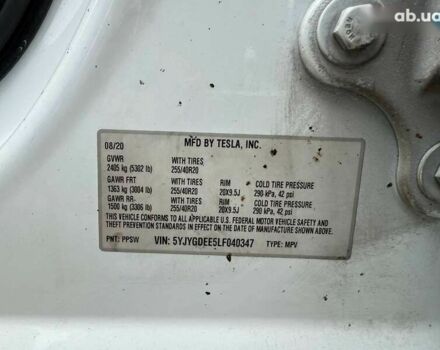 ab.ua
08/20 MFD BY TESLA, INC.
GVWR WITH TIRES
2405 kg (5302 lb) 255/40R20
GAWR FRT WITH TIRES RIM COLD TIRE PRESSURE
1363 kg (3004 lb) 255/40R20 20X9.5J 290 kPa, 42 psi
GAWR RR- WITH TIRES RIM COLD TIRE PRESSURE
1500 kg (3306 lb) 255/40R20 20X9.5J 290 kPa, 42 psi
THIS VEHICLE CONFORMS TO ALL APPLICABLE U.S. FEDERAL MOTOR VEHICLE SAFETY AND
THEFT PREVENTION STANDARDS IN EFFECT ON THE DATE OF MANUFACTURE SHOWN ABOVE.
PNT: PPSW VIN: 5YJYGDEE5LF040347 TYPE: MPV